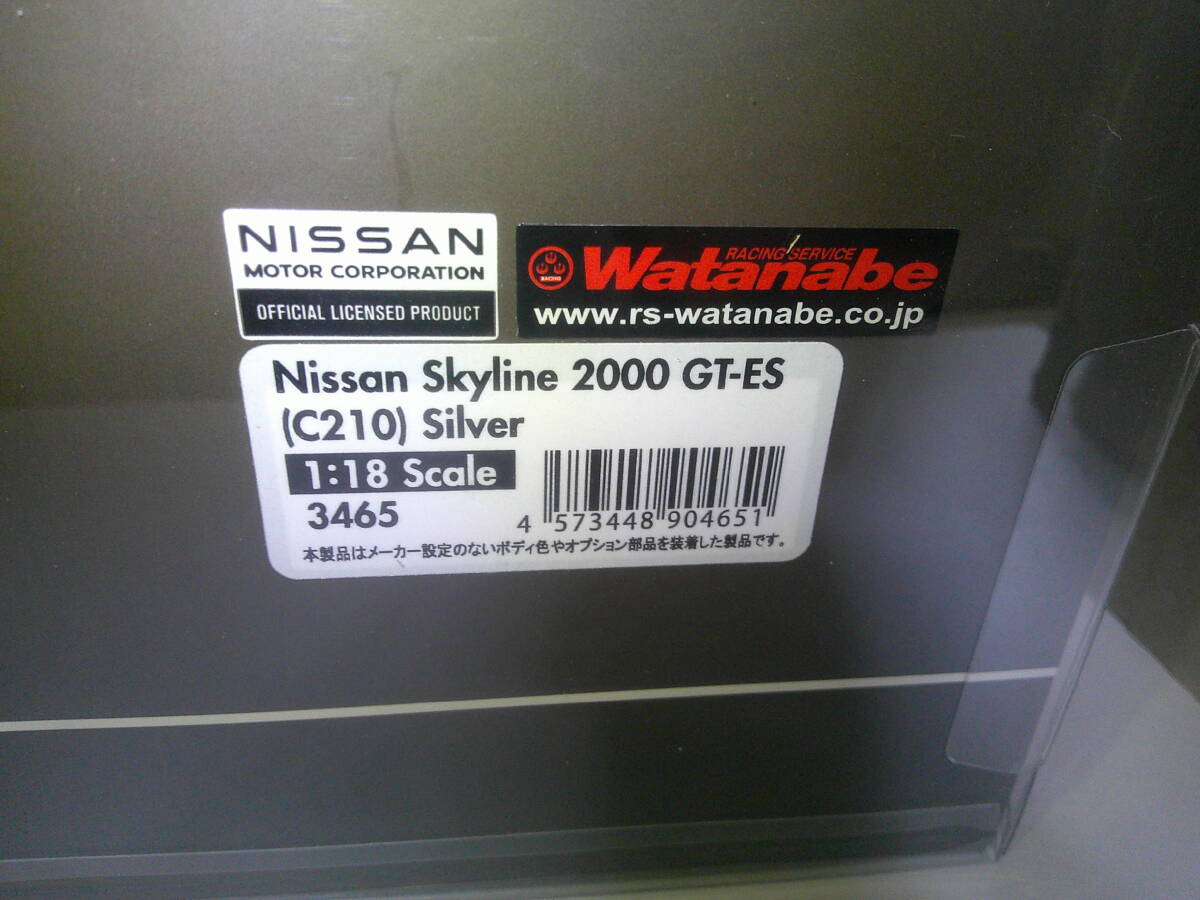 NISSAN
MOTOR CORPORATION
OFFICIAL LICENSED PRODUCT
RACING SERVICE
RACING
Watanabe
www.rs-watanabe.co.jp
Nissan Skyline 2000 GT-ES
(C210) Silver
1:18 Scale
3465
4 573448 904651
本製品はメーカー設定のないボディ色やオプション部品を装着した製品です。